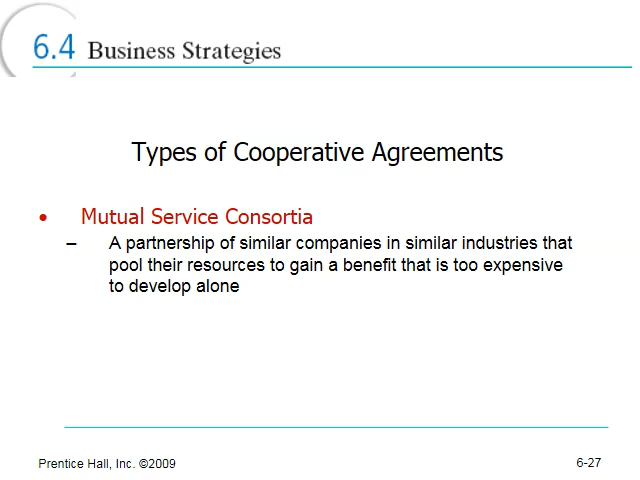 6.4 Business Strategies
Types of Cooperative Agreements
• Mutual Service Consortia
– A partnership of similar companies in similar industries that
pool their resources to gain a benefit that is too expensive
to develop alone
Prentice Hall, Inc. ©2009
6-27